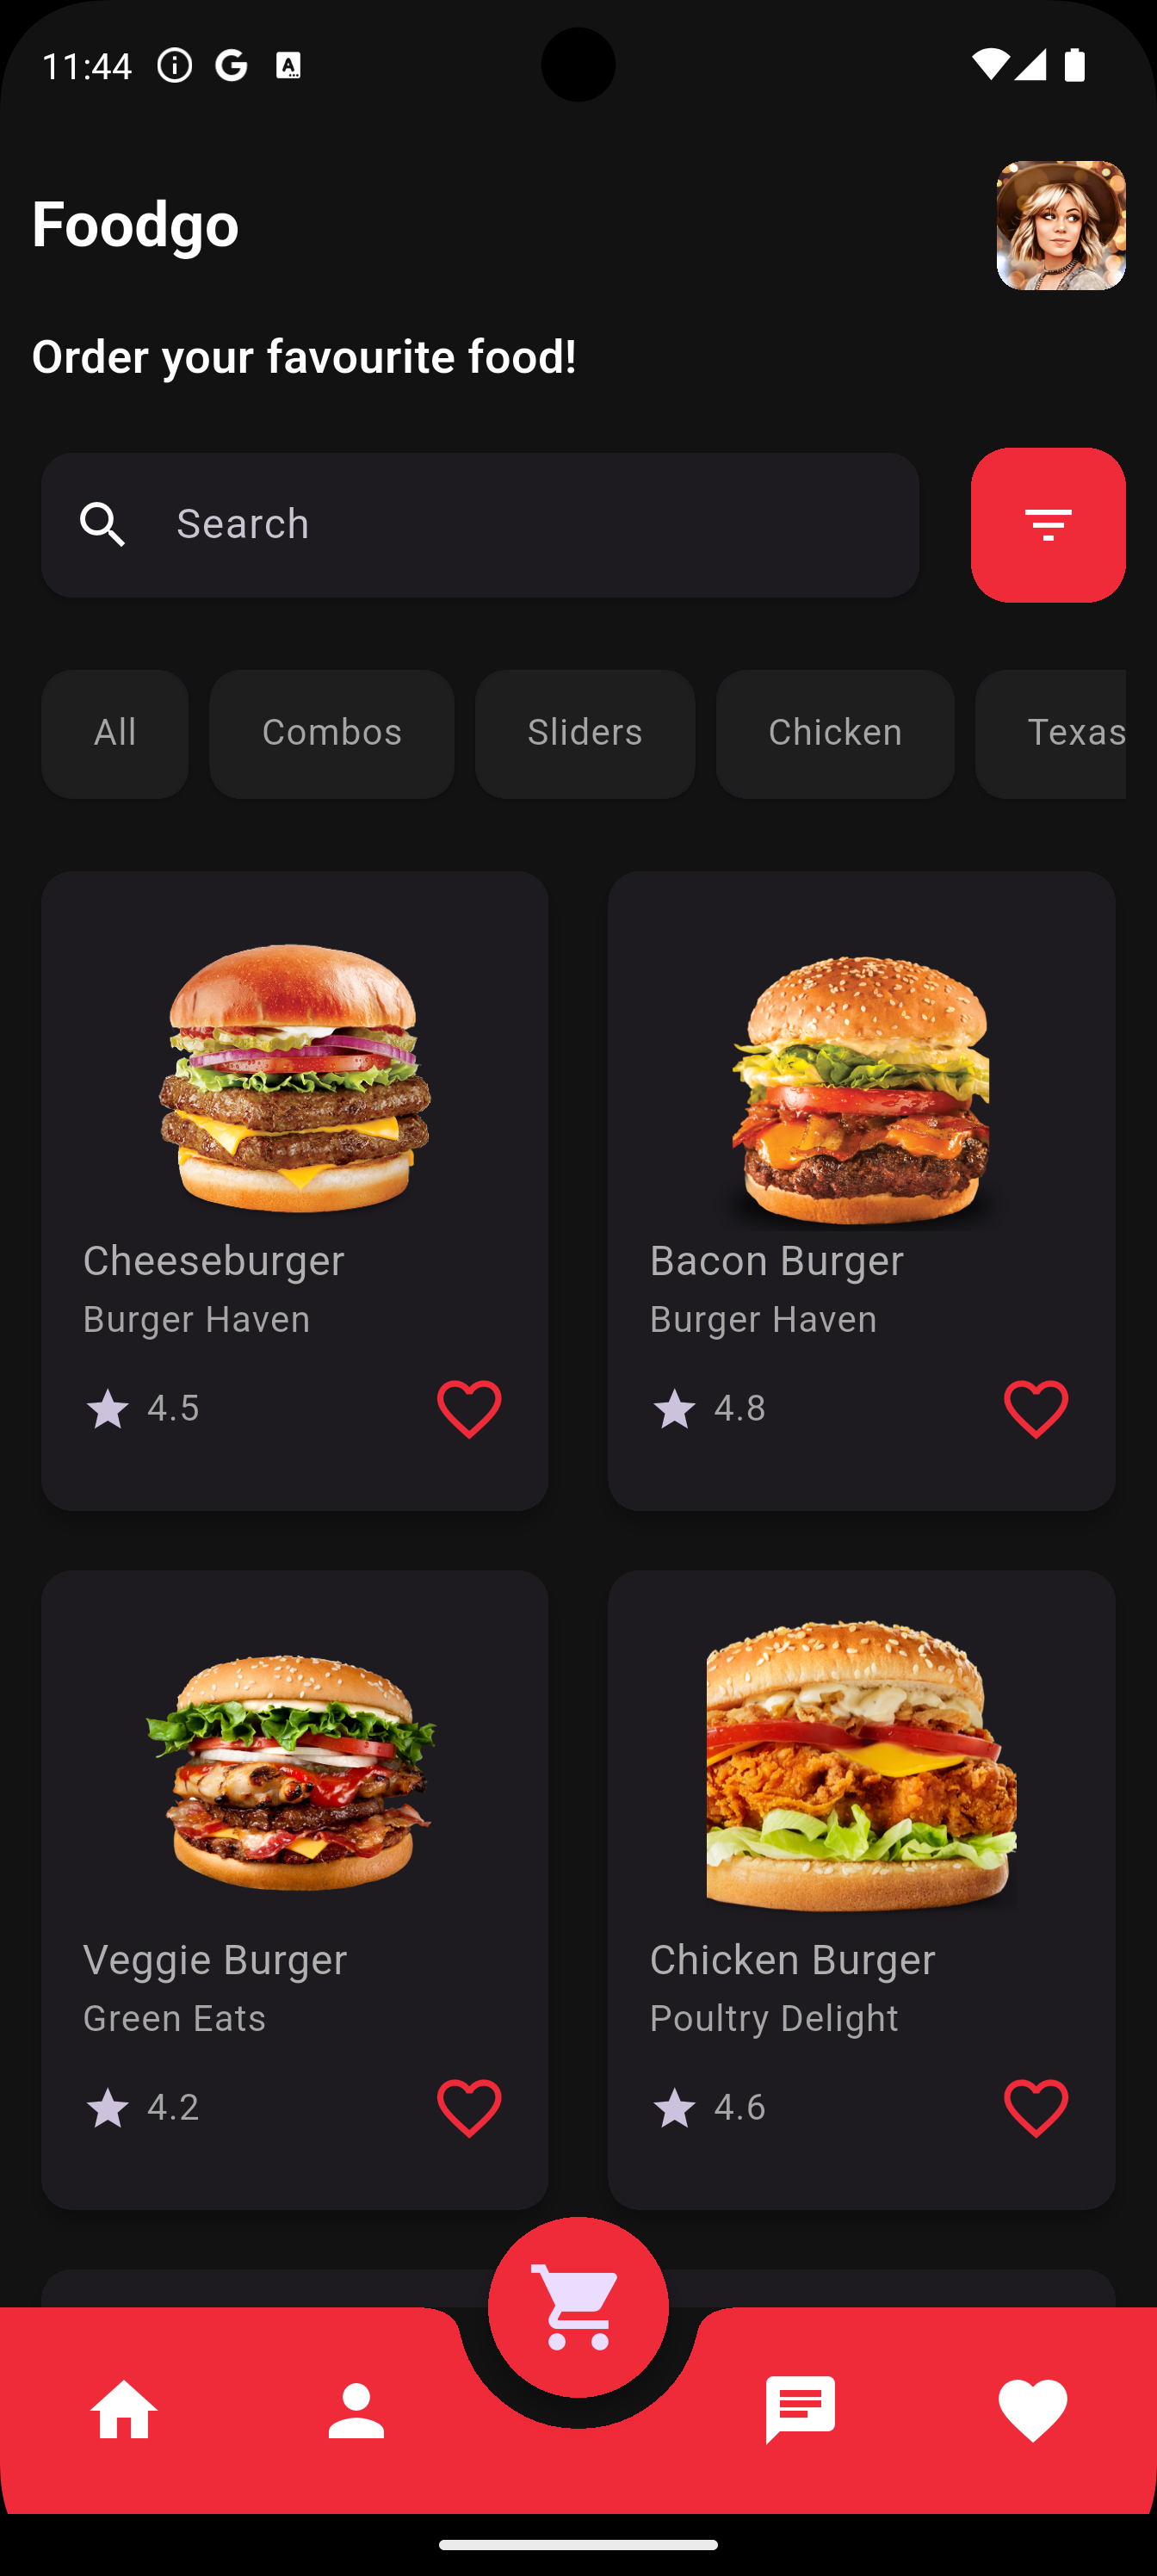 11:44
Foodgo
Order your favourite food!
Search
All Combos Sliders Chicken Texas
Cheeseburger Bacon Burger
Burger Haven Burger Haven
4.5 4.8
Veggie Burger Chicken Burger
Green Eats Poultry Delight
4.2 4.6